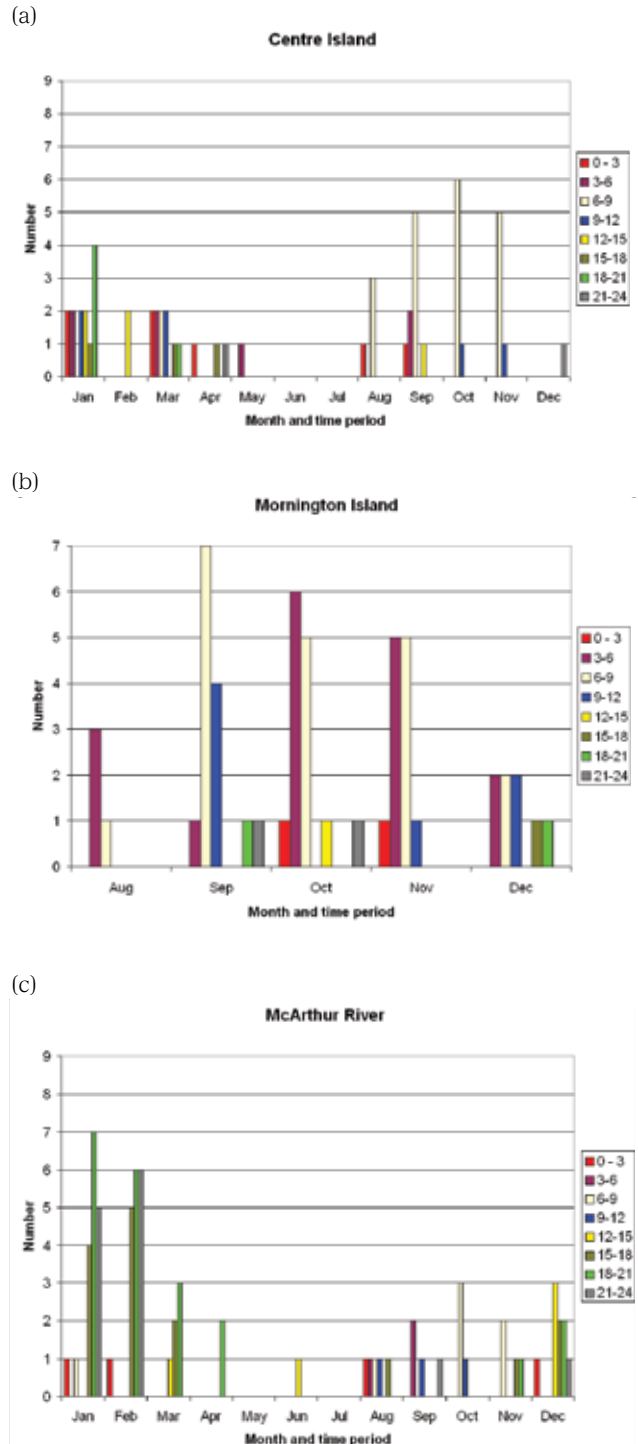 (a)
Centre Island
9
8
7
6
5
4
3
2
1
0
Number
Jan Feb Mar Apr May Jun Jul Aug Sep Oct Nov Dec
Month and time period
0 - 3
3-6
6-9
9-12
12-15
15-18
18-21
21-24
(b)
Mornington Island
7
6
5
4
3
2
1
0
Number
Aug Sep Oct Nov Dec
Month and time period
0 - 3
3-6
6-9
9-12
12-15
15-18
18-21
21-24
(c)
McArthur River
9
8
7
6
5
4
3
2
1
0
Number
Jan Feb Mar Apr May Jun Jul Aug Sep Oct Nov Dec
Month and time period
0 - 3
3-6
6-9
9-12
12-15
15-18
18-21
21-24